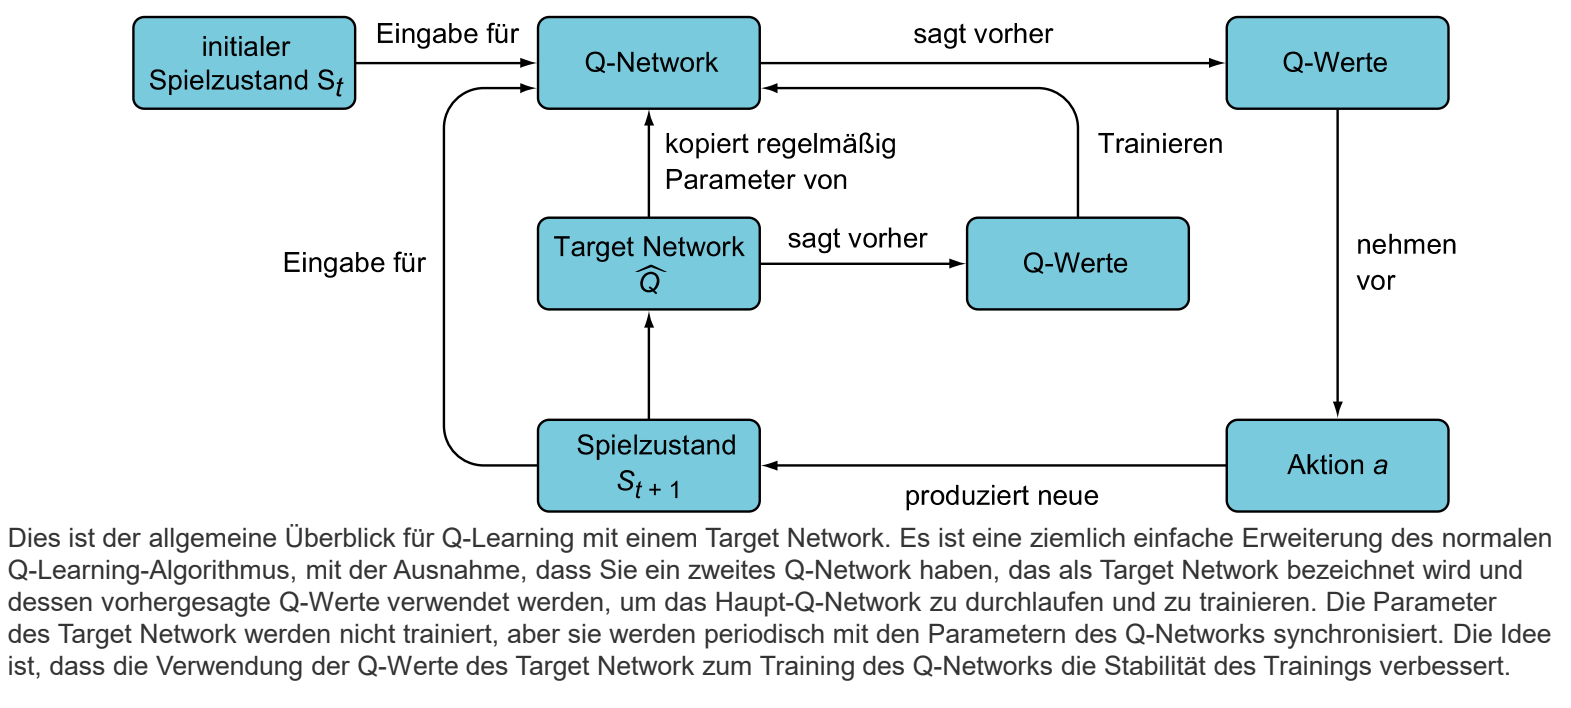 initialer
Spielzustand S_t
Eingabe für
Q-Network
sagt vorher
Q-Werte
kopiert regelmäßig
Parameter von
Trainieren
Eingabe für
Target Network
Q̂
sagt vorher
Q-Werte
nehmen
vor
Spielzustand
S_{t + 1}
produziert neue
Aktion a
Dies ist der allgemeine Überblick für Q-Learning mit einem Target Network. Es ist eine ziemlich einfache Erweiterung des normalen
Q-Learning-Algorithmus, mit der Ausnahme, dass Sie ein zweites Q-Network haben, das als Target Network bezeichnet wird und
dessen vorhergesagte Q-Werte verwendet werden, um das Haupt-Q-Network zu durchlaufen und zu trainieren. Die Parameter
des Target Network werden nicht trainiert, aber sie werden periodisch mit den Parametern des Q-Networks synchronisiert. Die Idee
ist, dass die Verwendung der Q-Werte des Target Network zum Training des Q-Networks die Stabilität des Trainings verbessert.